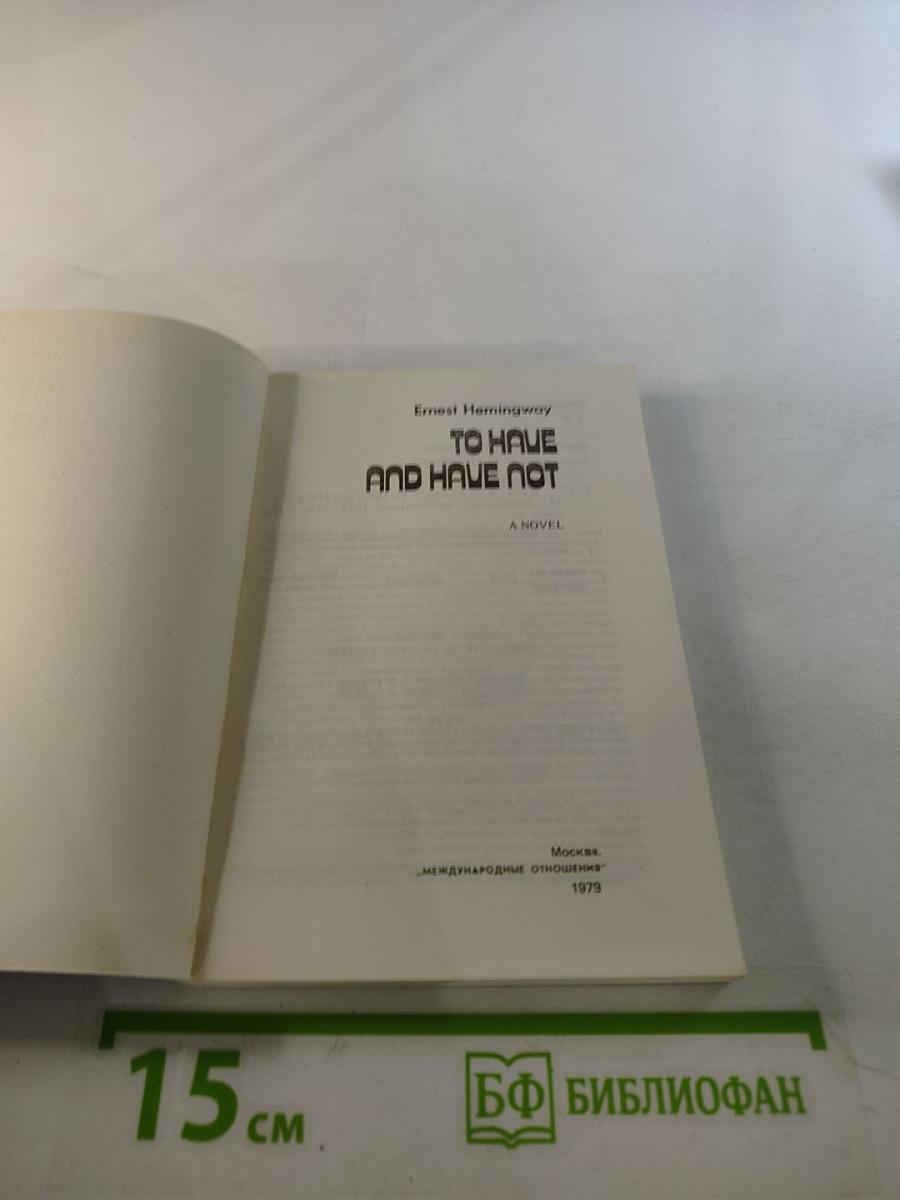 Ernest Hemingway
TO HAVE
AND HAVE NOT
A NOVEL
Москва.
„МЕЖДУНАРОДНЫЕ ОТНОШЕНИЯ"
1979
15 см
БФ БИБЛИОФАН